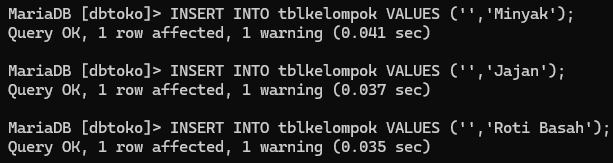 MariaDB [dbtoko]> INSERT INTO tblkelompok VALUES ('','Minyak');
Query OK, 1 row affected, 1 warning (0.041 sec)
MariaDB [dbtoko]> INSERT INTO tblkelompok VALUES ('','Jajan');
Query OK, 1 row affected, 1 warning (0.037 sec)
MariaDB [dbtoko]> INSERT INTO tblkelompok VALUES ('','Roti Basah');
Query OK, 1 row affected, 1 warning (0.035 sec)